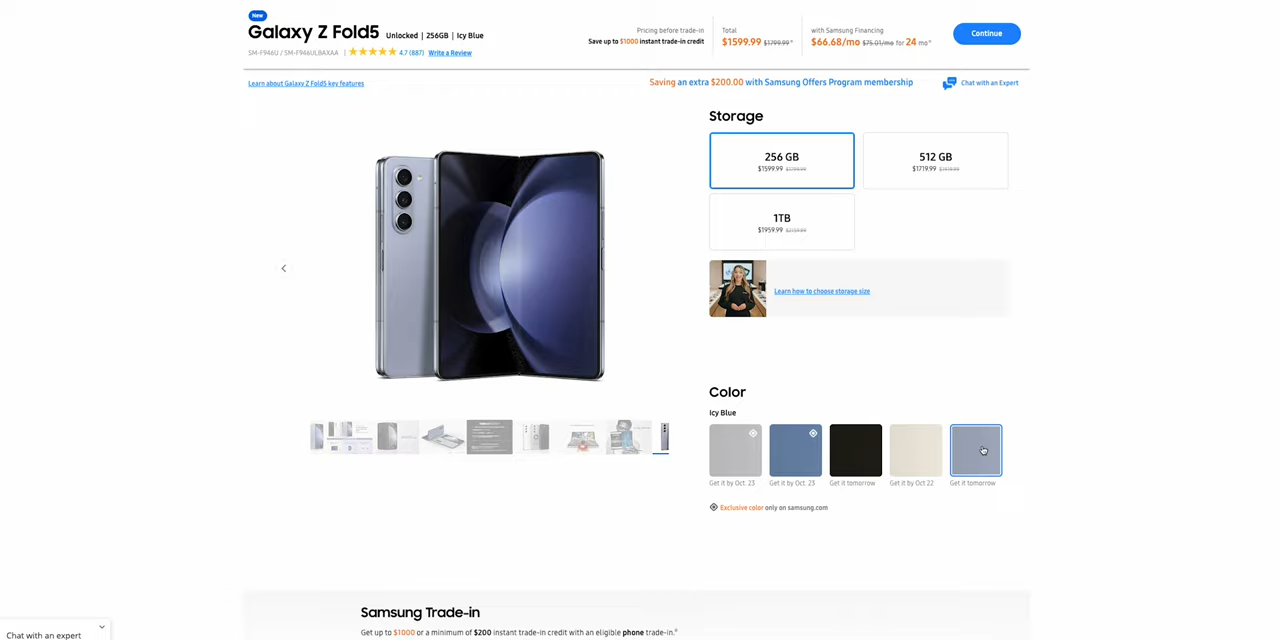 New
Galaxy Z Fold5 Unlocked | 256GB | Icy Blue
SM-F946U / SM-F946ULBAXAA | 4.7 (887) Write a Review
Pricing before trade-in
Save up to $1000 instant trade-in credit
Total
$1599.99 $1799.99*
with Samsung Financing
$66.68/mo $75.01/mo for 24 mo*
Continue
Learn about Galaxy Z Fold5 key features
Saving an extra $200.00 with Samsung Offers Program membership
Chat with an Expert
Storage
256 GB
$1599.99 $1799.99
512 GB
$1719.99 $1919.99
1TB
$1959.99 $2159.99
Learn how to choose storage size
Color
Icy Blue
Get it by Oct. 23
Get it by Oct. 23
Get it tomorrow
Get it by Oct 22
Get it tomorrow
Exclusive color only on samsung.com
Samsung Trade-in
Get up to $1000 or a minimum of $200 instant trade-in credit with an eligible phone trade-in.
Chat with an expert